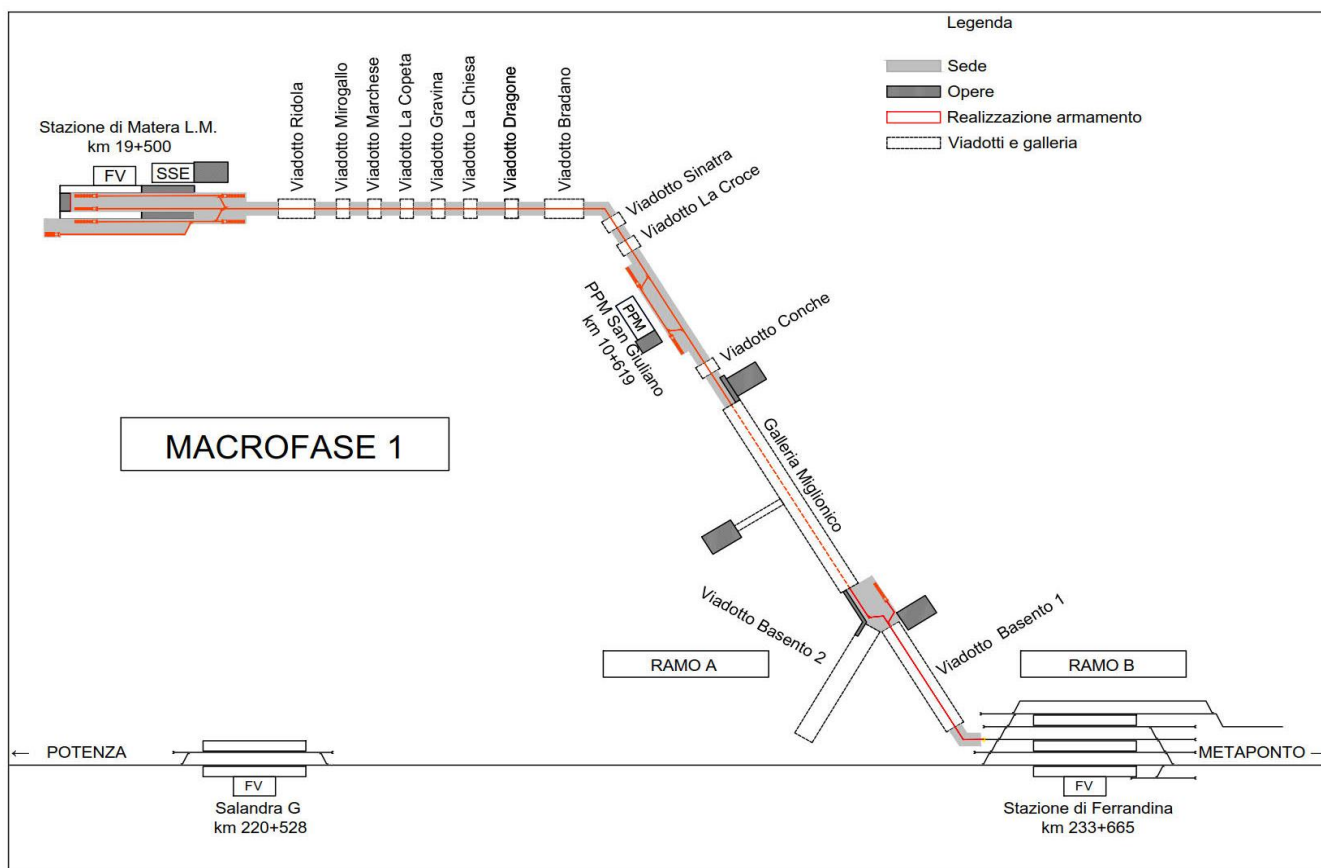 Legenda
Sede
Opere
Realizzazione armamento
Viadotti e galleria
Stazione di Matera L.M.
km 19+500
FV
SSE
Viadotto Ridola
Viadotto Mirogallo
Viadotto Marchese
Viadotto La Copeta
Viadotto Gravina
Viadotto La Chiesa
Viadotto Dragone
Viadotto Bradano
Viadotto Sinatra
Viadotto La Croce
PPM
PPM San Giuliano
km 10+619
Viadotto Conche
MACROFASE 1
Galleria Miglionico
Viadotto Basento 2
Viadotto Basento 1
RAMO A
RAMO B
← POTENZA
METAPONTO →
FV
Salandra G
km 220+528
FV
Stazione di Ferrandina
km 233+665